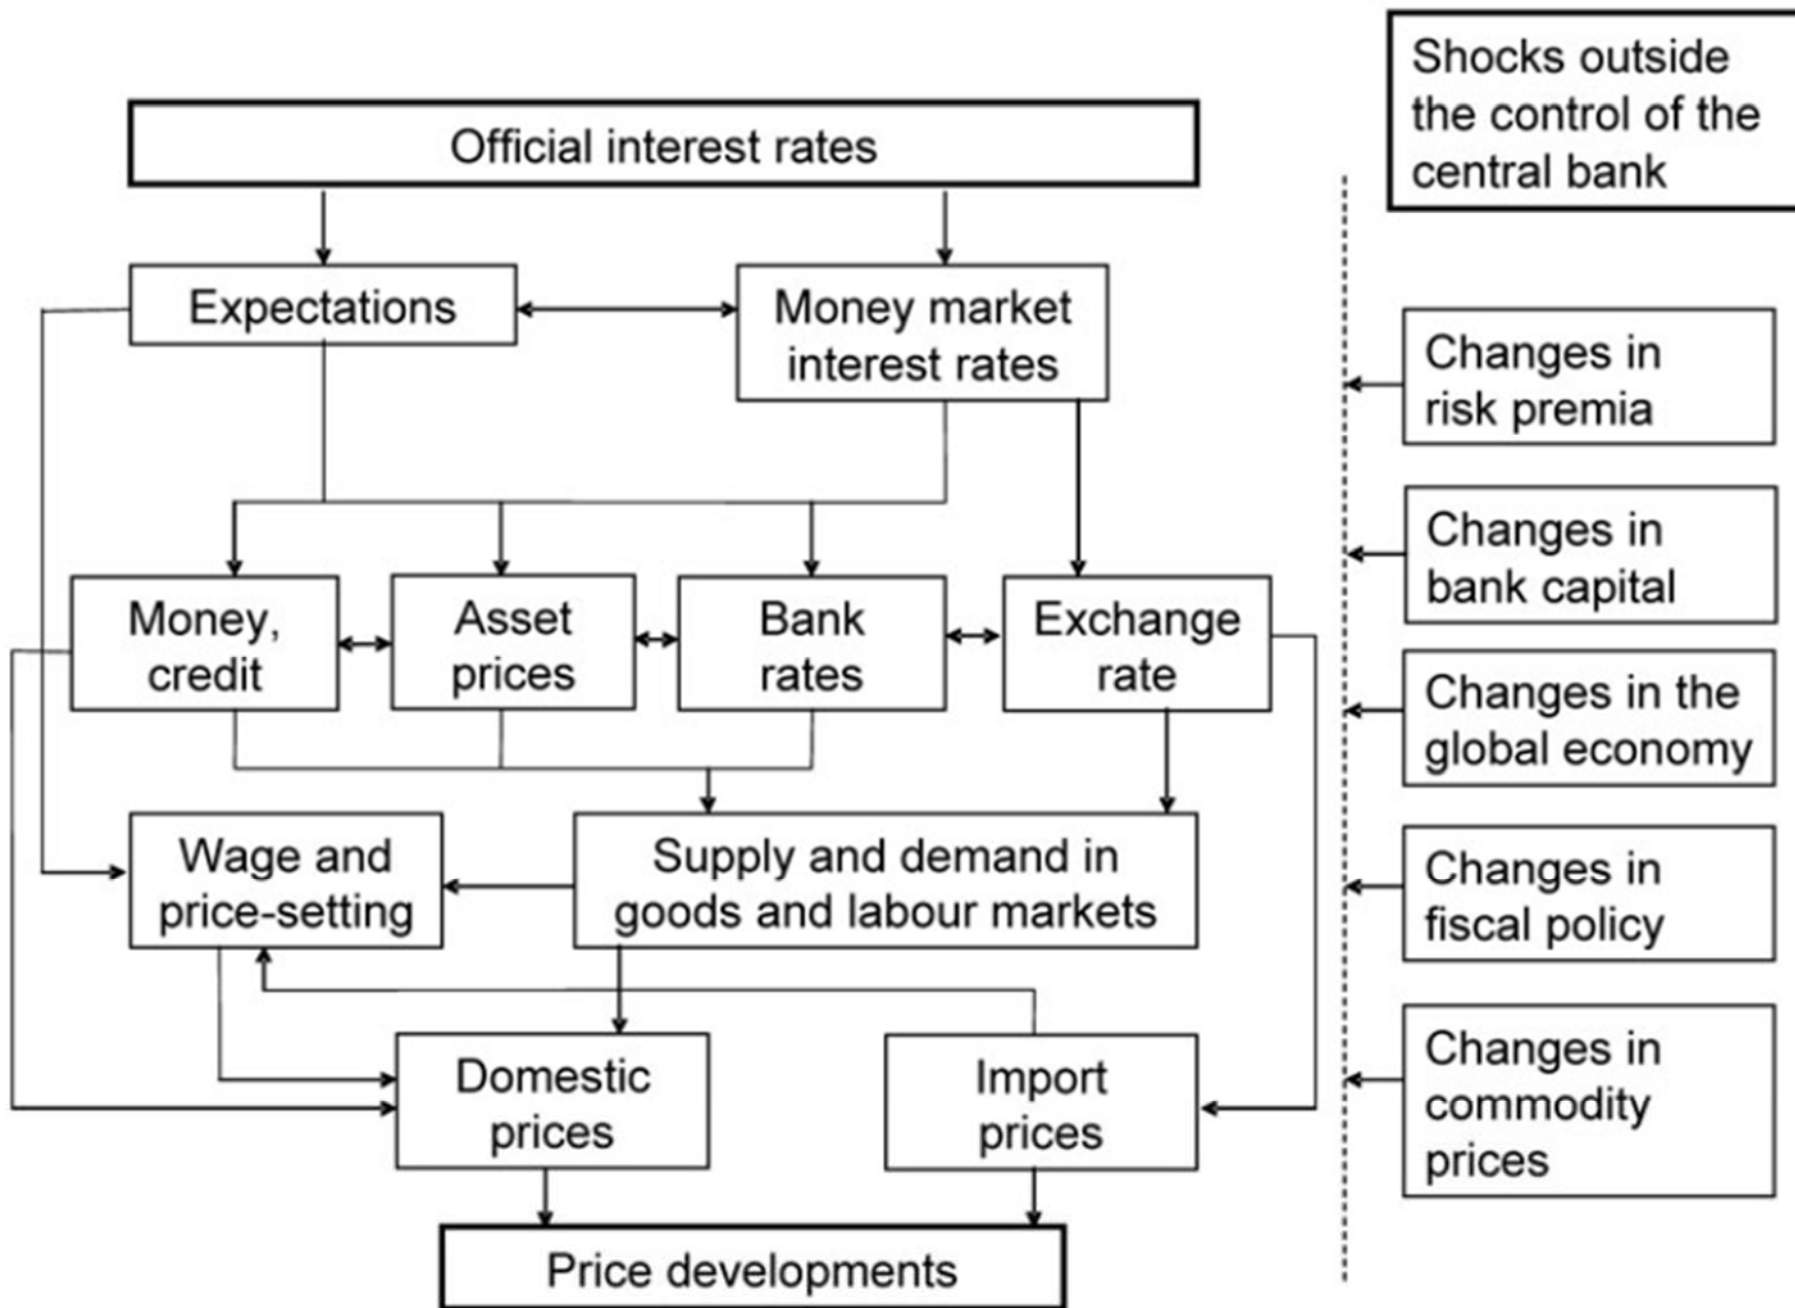 Official interest rates
Shocks outside
the control of the
central bank
Expectations
Money market
interest rates
Changes in
risk premia
Changes in
bank capital
Money,
credit
Asset
prices
Bank
rates
Exchange
rate
Changes in the
global economy
Wage and
price-setting
Supply and demand in
goods and labour markets
Changes in
fiscal policy
Domestic
prices
Import
prices
Changes in
commodity
prices
Price developments